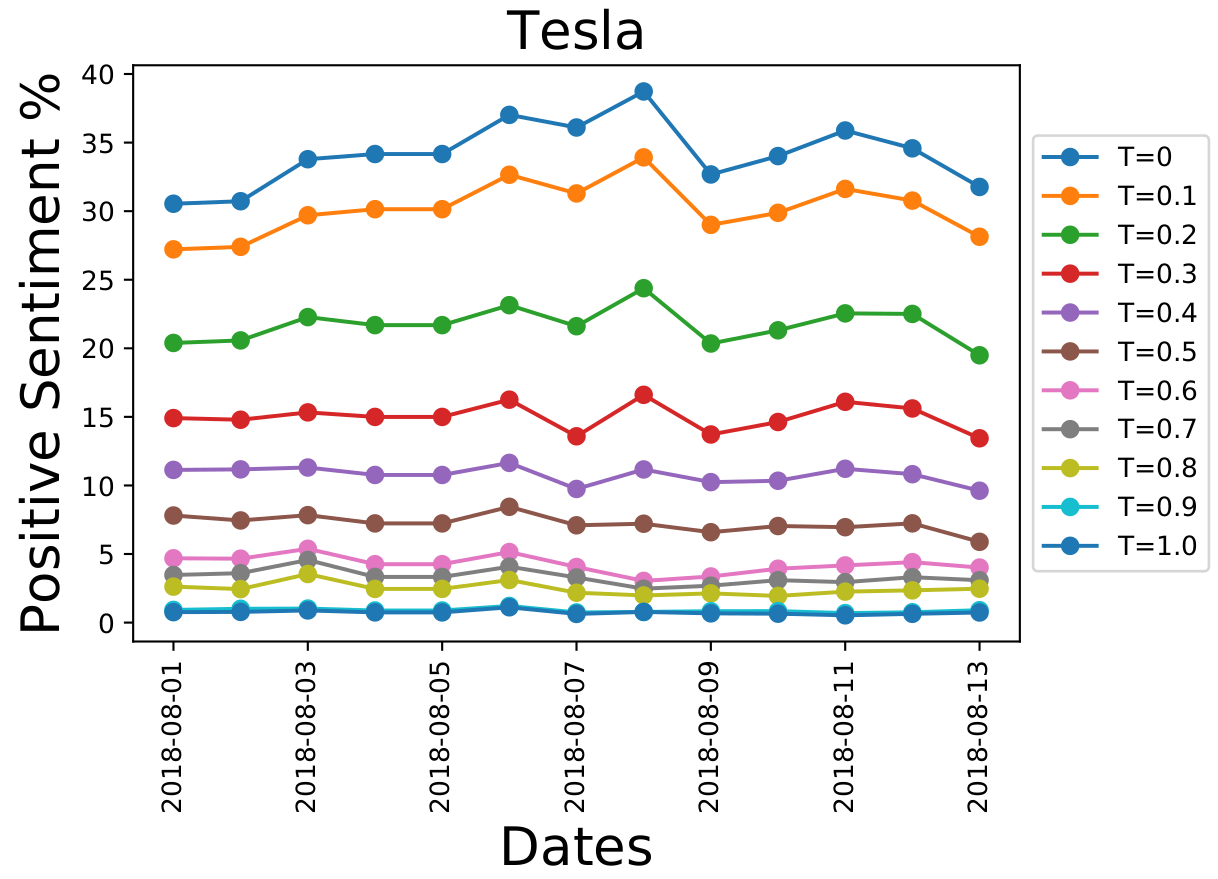 Tesla
Positive Sentiment %
40
35
30
25
20
15
10
5
0
2018-08-01
2018-08-03
2018-08-05
2018-08-07
2018-08-09
2018-08-11
2018-08-13
Dates
T=0
T=0.1
T=0.2
T=0.3
T=0.4
T=0.5
T=0.6
T=0.7
T=0.8
T=0.9
T=1.0